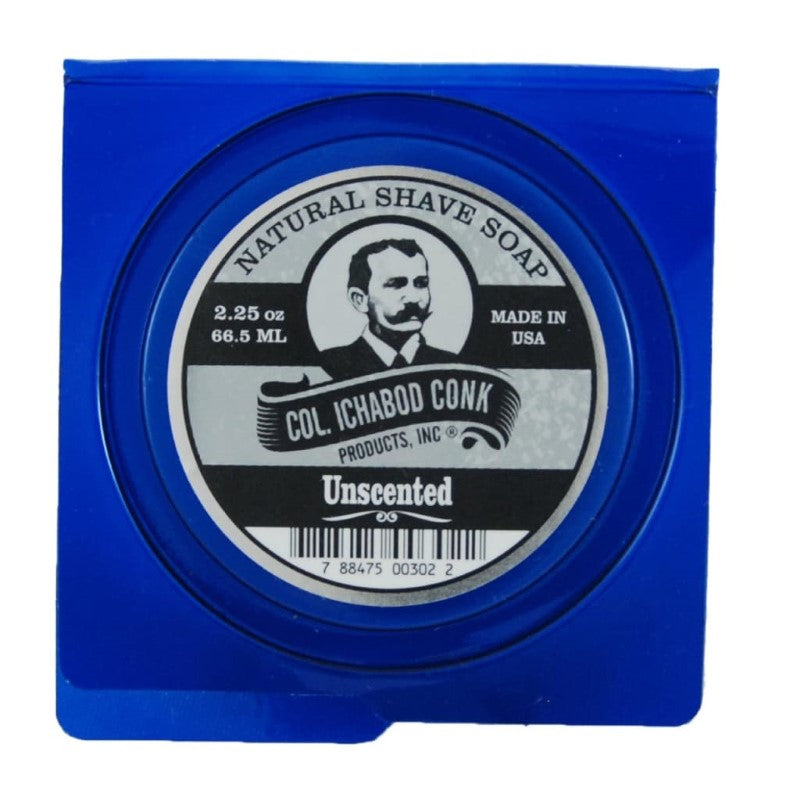 NATURAL SHAVE SOAP
2.25 oz
66.5 ML
MADE IN
USA
COL. ICHABOD CONK
PRODUCTS, INC ®
Unscented
7 88475 00302 2